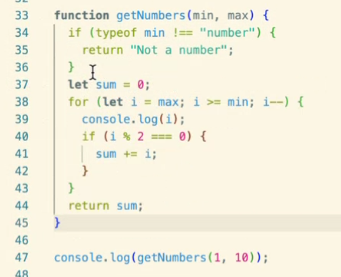 33 function getNumbers(min, max) {
34 if (typeof min !== "number") {
35 return "Not a number";
36 }
37 let sum = 0;
38 for (let i = max; i >= min; i--) {
39 console.log(i);
40 if (i % 2 === 0) {
41 sum += i;
42 }
43 }
44 return sum;
45 }
46
47 console.log(getNumbers(1, 10));
48